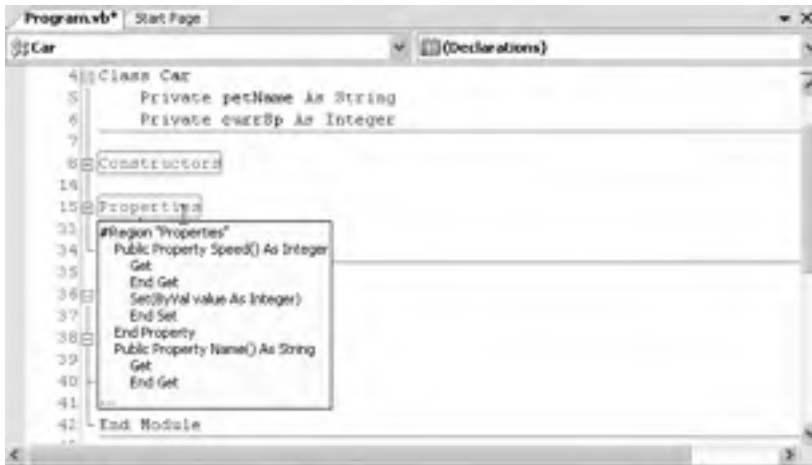 Program.vb* Start Page
Car (Declarations)
4 Class Car
5 Private petName As String
6 Private currSp As Integer
7
8 Constructors
14
15 Properties
33 #Region "Properties"
34 Public Property Speed() As Integer
Get
35 End Get
36 Set(ByVal value As Integer)
37 End Set
38 End Property
Public Property Name() As String
39 Get
40 End Get
41 ...
42 End Module